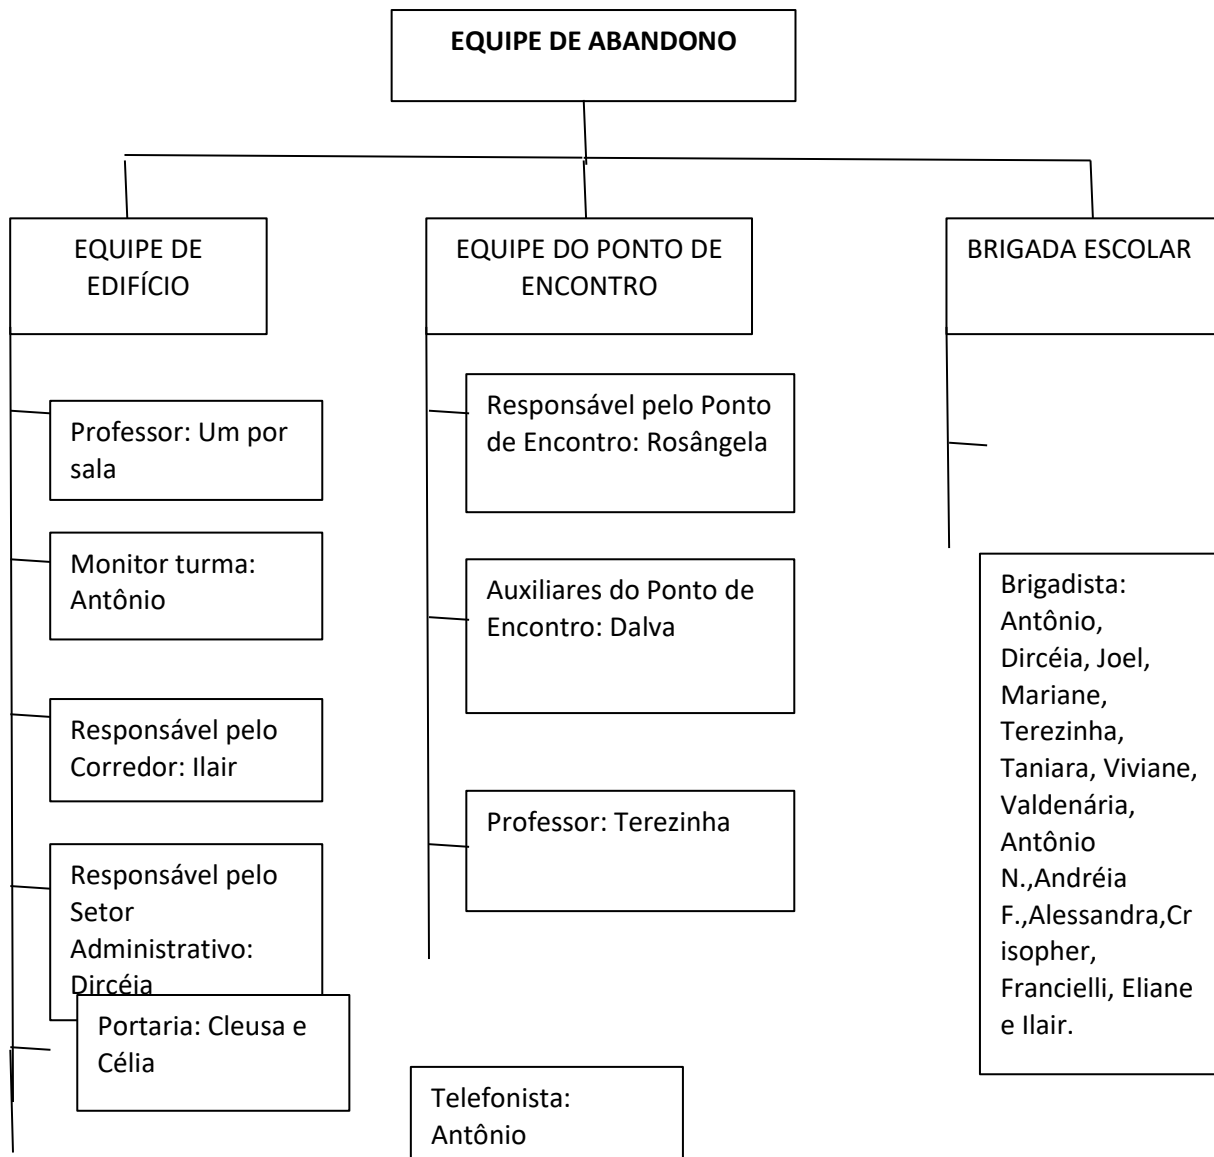 EQUIPE DE ABANDONO
EQUIPE DE
EDIFÍCIO
Professor: Um por
sala
Monitor turma:
Antônio
Responsável pelo
Corredor: Ilair
Responsável pelo
Setor
Administrativo:
Dircéia
Portaria: Cleusa e
Célia
EQUIPE DO PONTO DE
ENCONTRO
Responsável pelo Ponto
de Encontro: Rosângela
Auxiliares do Ponto de
Encontro: Dalva
Professor: Terezinha
Telefonista:
Antônio
BRIGADA ESCOLAR
Brigadista:
Antônio,
Dircéia, Joel,
Mariane,
Terezinha,
Taniara, Viviane,
Valdenária,
Antônio
N.,Andréia
F.,Alessandra,Cr
isopher,
Francielli, Eliane
e Ilair.